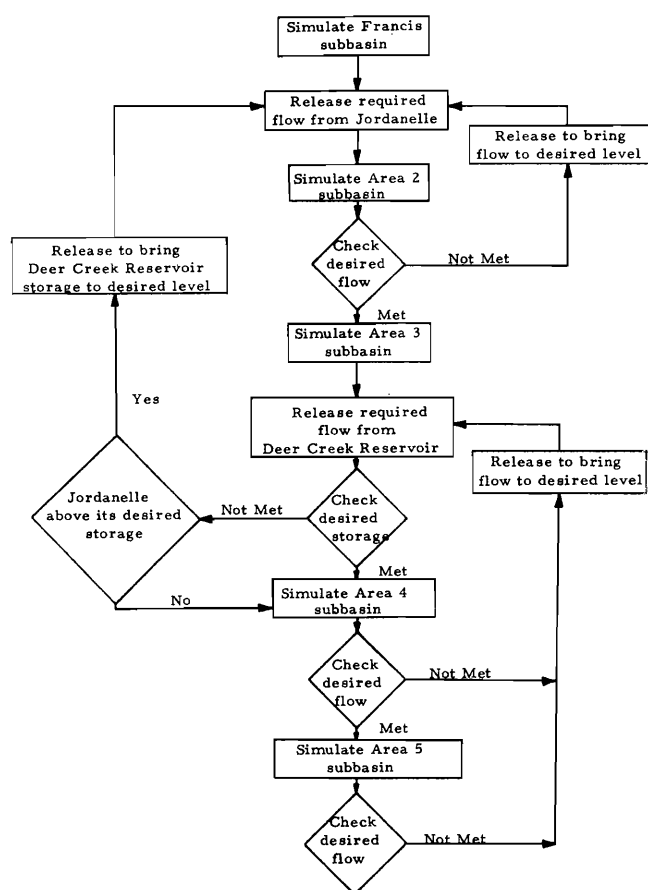 Simulate Francis
subbasin
Release required
flow from Jordanelle
Release to bring
flow to desired level
Simulate Area 2
subbasin
Check
desired
flow
Not Met
Release to bring
Deer Creek Reservoir
storage to desired level
Met
Simulate Area 3
subbasin
Yes
Release required
flow from
Deer Creek Reservoir
Release to bring
flow to desired level
Jordanelle
above its desired
storage
Not Met
Check
desired
storage
Met
No
Simulate Area 4
subbasin
Check
desired
flow
Not Met
Met
Simulate Area 5
subbasin
Check
desired
flow
Not Met